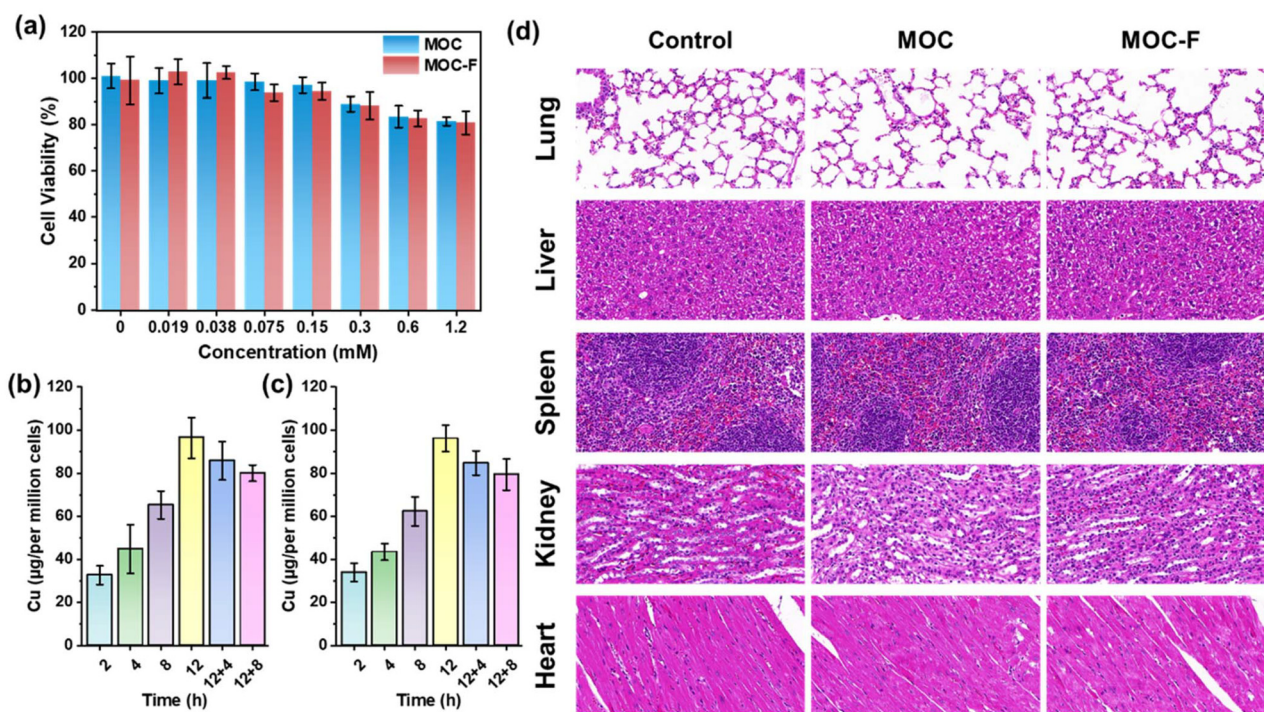 (a)
120
100
80
60
40
20
0
Cell Viability (%)
MOC
MOC-F
0 0.019 0.038 0.075 0.15 0.3 0.6 1.2
Concentration (mM)
(b)
120
100
80
60
40
20
0
Cu (μg/per million cells)
2 4 8 12 12+4 12+8
Time (h)
(c)
120
100
80
60
40
20
0
Cu (μg/per million cells)
2 4 8 12 12+4 12+8
Time (h)
(d)
Control MOC MOC-F
Lung
Liver
Spleen
Kidney
Heart